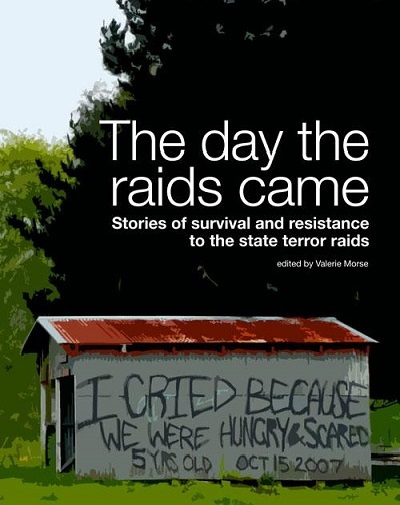 The day the
raids came
Stories of survival and resistance
to the state terror raids
edited by Valerie Morse
I CRIED BECAUSE
WE WERE HUNGRY & SCARED
5 YRS OLD OCT 15 2007